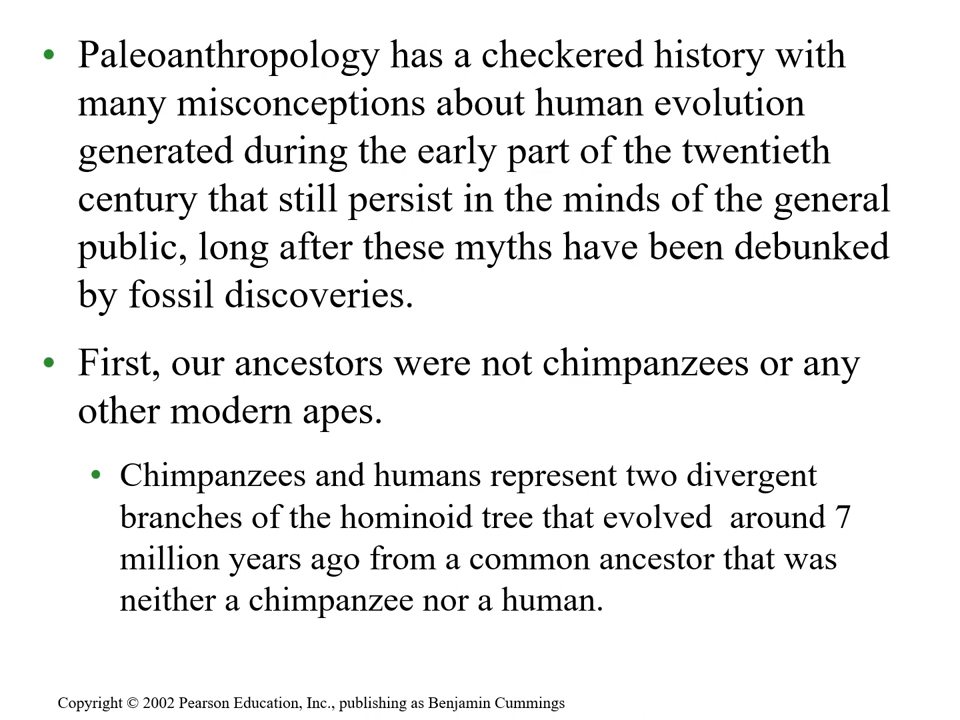 • Paleoanthropology has a checkered history with
many misconceptions about human evolution
generated during the early part of the twentieth
century that still persist in the minds of the general
public, long after these myths have been debunked
by fossil discoveries.
• First, our ancestors were not chimpanzees or any
other modern apes.
• Chimpanzees and humans represent two divergent
branches of the hominoid tree that evolved  around 7
million years ago from a common ancestor that was
neither a chimpanzee nor a human.
Copyright © 2002 Pearson Education, Inc., publishing as Benjamin Cummings